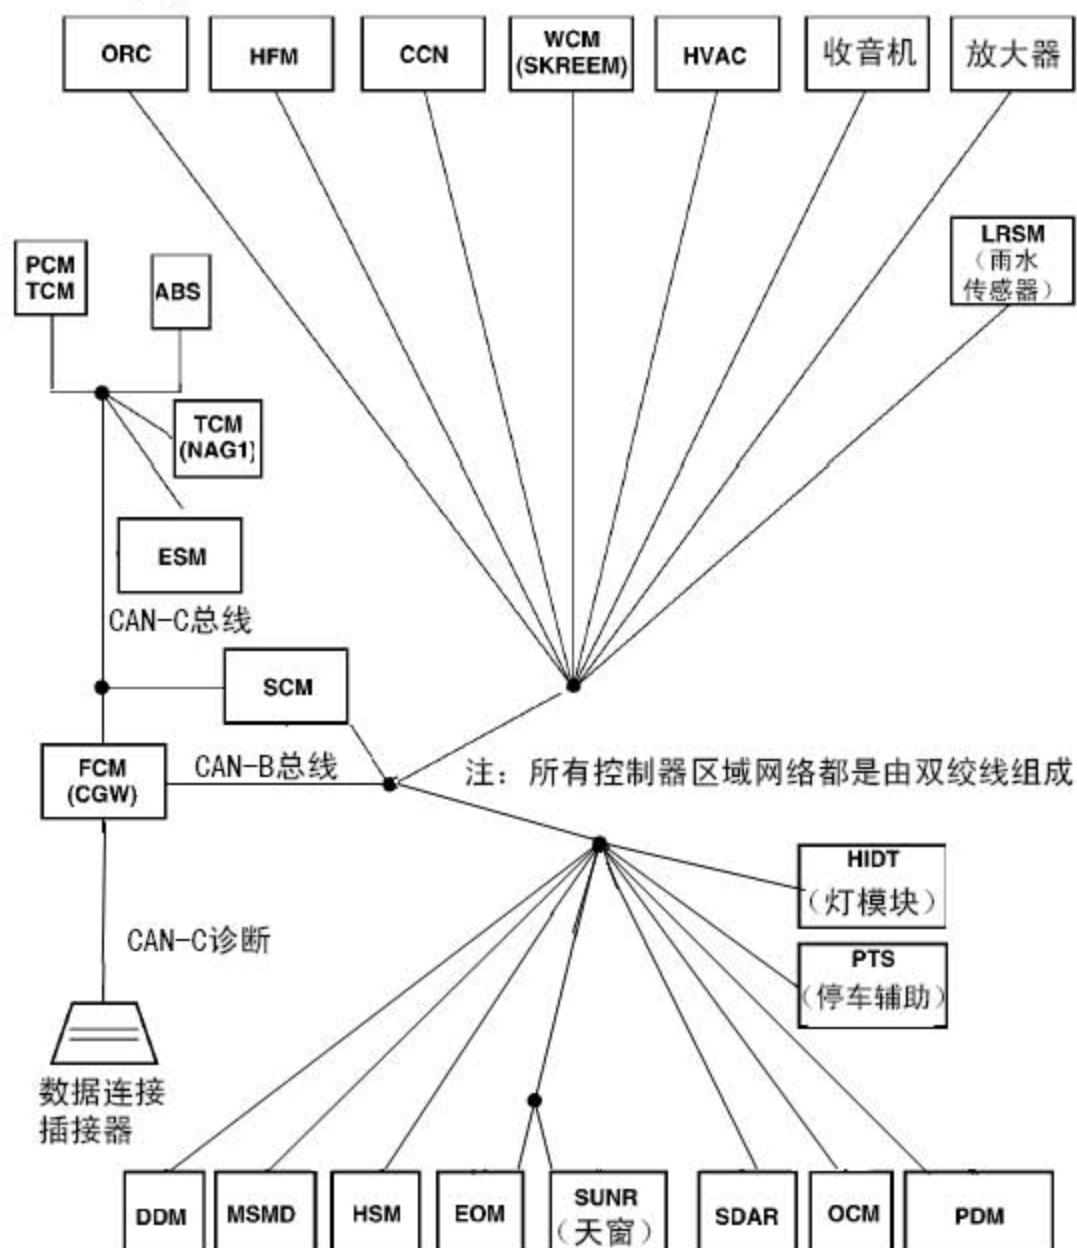 ORC
HFM
CCN
WCM
(SKREEM)
HVAC
收音机
放大器
LRSM
（雨水
传感器）
PCM
TCM
ABS
TCM
(NAG1)
ESM
CAN-C总线
SCM
FCM
(CGW)
CAN-B总线
注：所有控制器区域网络都是由双绞线组成
HIDT
（灯模块）
CAN-C诊断
PTS
（停车辅助）
数据连接
插接器
DDM
MSMD
HSM
EOM
SUNR
（天窗）
SDAR
OCM
PDM